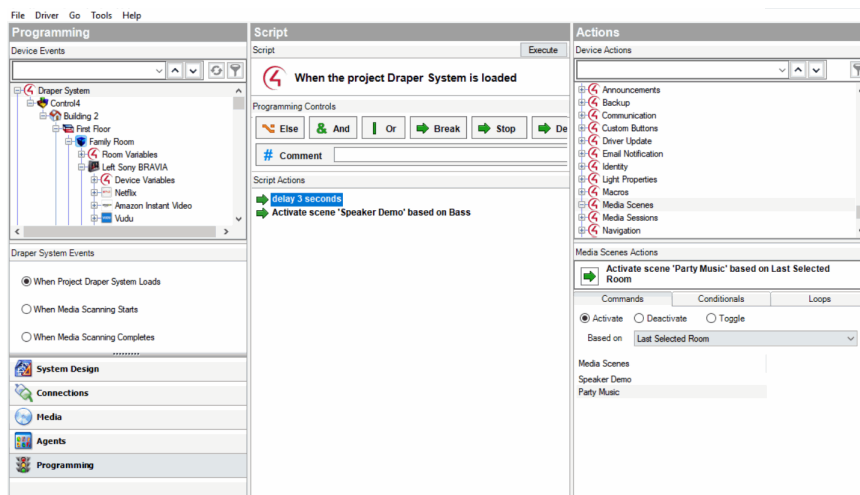 File Driver Go Tools Help
Programming
Device Events
Draper System
Control4
Building 2
First Floor
Family Room
Room Variables
Left Sony BRAVIA
Device Variables
Netflix
Amazon Instant Video
Vudu
Draper System Events
When Project Draper System Loads
When Media Scanning Starts
When Media Scanning Completes
System Design
Connections
Media
Agents
Programming
Script
Script Execute
When the project Draper System is loaded
Programming Controls
Else And Or Break Stop De
# Comment
Script Actions
delay 3 seconds
Activate scene 'Speaker Demo' based on Bass
Actions
Device Actions
Announcements
Backup
Communication
Custom Buttons
Driver Update
Email Notification
Identity
Light Properties
Macros
Media Scenes
Media Sessions
Navigation
Media Scenes Actions
Activate scene 'Party Music' based on Last Selected
Room
Commands Conditionals Loops
Activate Deactivate Toggle
Based on Last Selected Room
Media Scenes
Speaker Demo
Party Music